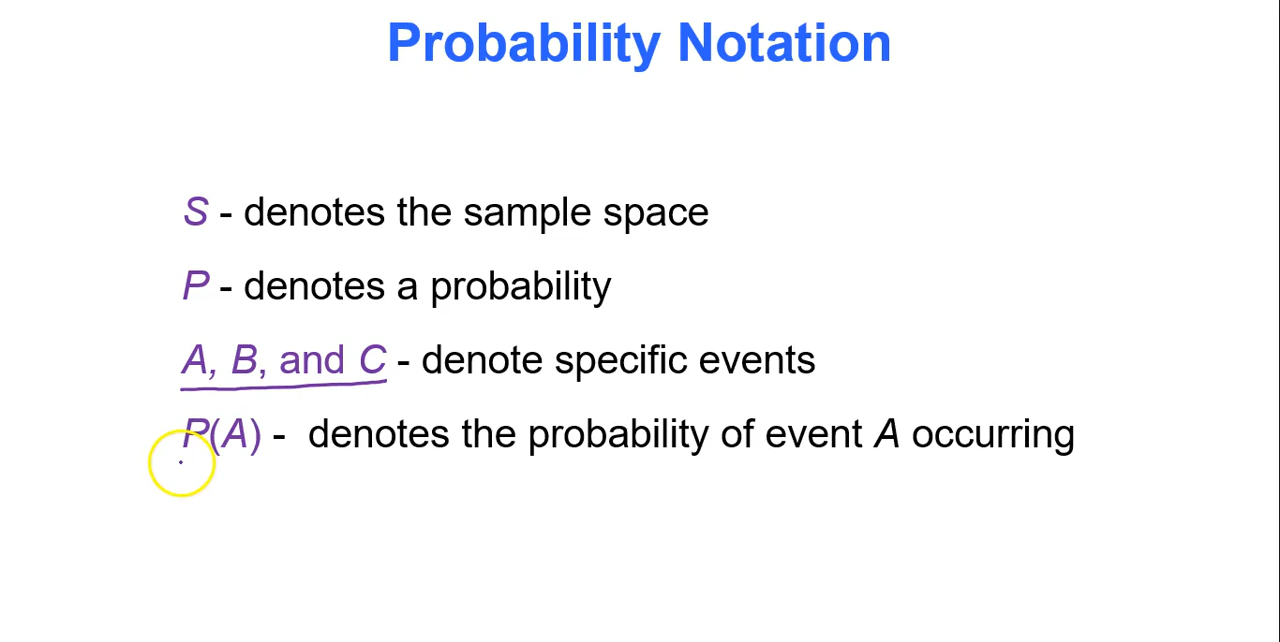 Probability Notation
S - denotes the sample space
P - denotes a probability
A, B, and C - denote specific events
P(A) - denotes the probability of event A occurring